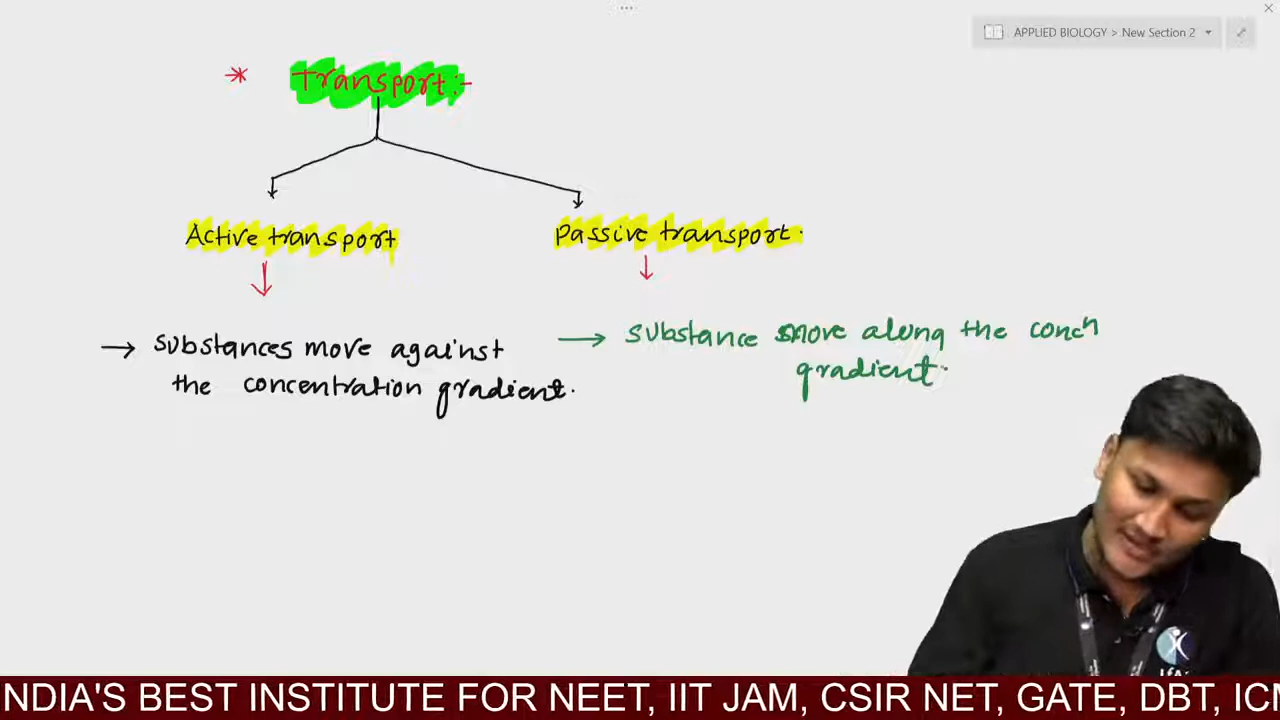 APPLIED BIOLOGY > New Section 2
* Transport:-
Active transport
Passive transport.
→ substances move against
the concentration gradient.
→ substance move along the concn
gradient.
NDIA'S BEST INSTITUTE FOR NEET, IIT JAM, CSIR NET, GATE, DBT, ICM